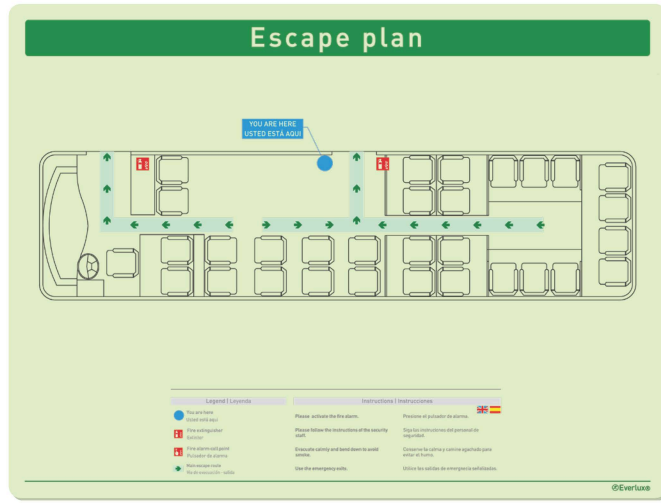 Escape plan
YOU ARE HERE
USTED ESTÁ AQUÍ
Legend | Leyenda
Instructions | Instrucciones
You are here
Usted está aquí
Please activate the fire alarm.
Presione el pulsador de alarma.
Fire extinguisher
Extintor
Please follow the instructions of the security
staff.
Siga las instrucciones del personal de
seguridad.
Fire alarm callpoint
Pulsador de alarma
Evacuate calmly and bend down to avoid
smoke.
Conserve la calma y camine agachado para
evitar el humo.
Main escape route
Vía de evacuación - salida
Use the emergency exits.
Utilice las salidas de emergencia señalizadas.
Everlux®